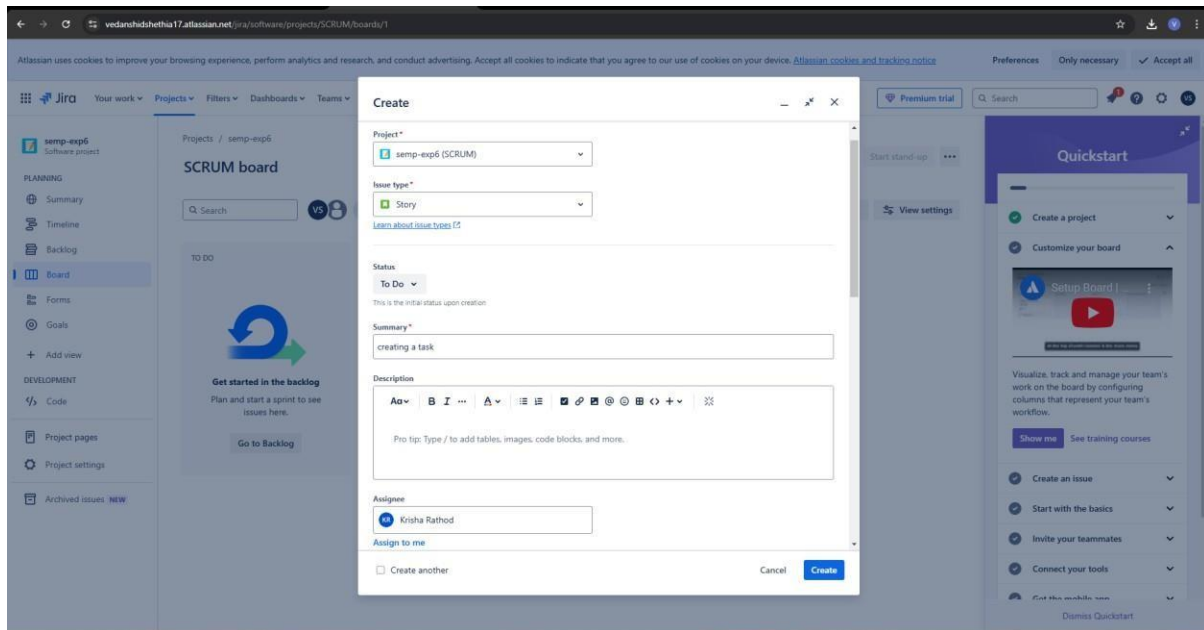 vedanshidshethia17.atlassian.net/jira/software/projects/SCRUM/boards/1
V
Atlassian uses cookies to improve your browsing experience, perform analytics and research, and conduct advertising. Accept all cookies to indicate that you agree to our use of cookies on your device. Atlassian cookies and tracking notice
Preferences
Only necessary
Accept all
Jira
Your work
Projects
Filters
Dashboards
Teams
Premium trial
Search
VS
semp-exp6
Software project
PLANNING
Summary
Timeline
Backlog
Board
Forms
Goals
Add view
DEVELOPMENT
Code
Project pages
Project settings
Archived issues NEW
Projects / semp-exp6
SCRUM board
Search
VS
Start stand-up
View settings
TO DO
Get started in the backlog
Plan and start a sprint to see
issues here.
Go to Backlog
Create
Project *
semp-exp6 (SCRUM)
Issue type *
Story
Learn about issue types
Status
To Do
This is the initial status upon creation
Summary *
creating a task
Description
Aa B I ... A
Pro tip: Type / to add tables, images, code blocks, and more.
Assignee
KR Krisha Rathod
Assign to me
Create another
Cancel
Create
Quickstart
Create a project
Customize your board
Setup Board | ...
Visualize, track and manage your team's
work on the board by configuring
columns that represent your team's
workflow.
Show me
See training courses
Create an issue
Start with the basics
Invite your teammates
Connect your tools
Get the mobile app
Dismiss Quickstart